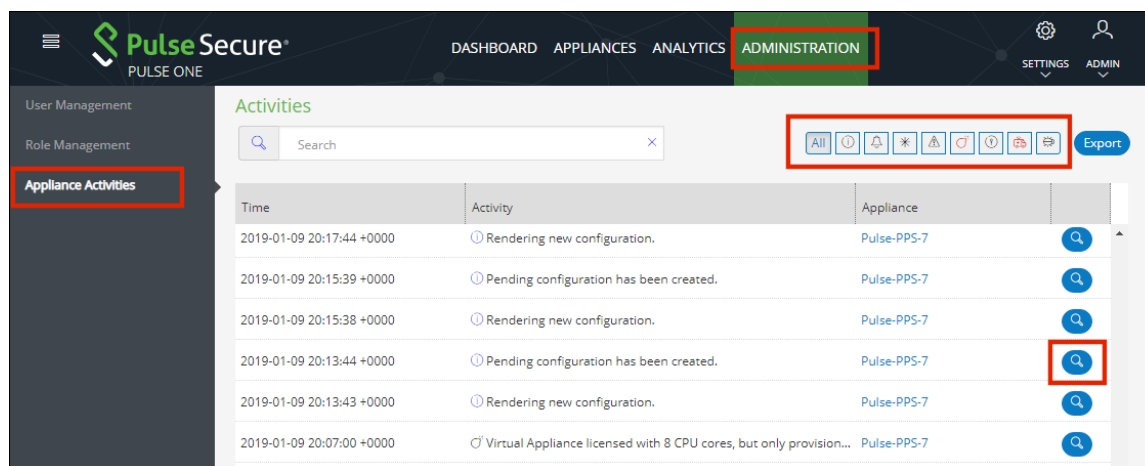 Pulse Secure®
PULSE ONE
DASHBOARD APPLIANCES ANALYTICS ADMINISTRATION
SETTINGS ADMIN
User Management
Role Management
Appliance Activities
Activities
Search
All
Export
Time Activity Appliance
2019-01-09 20:17:44 +0000 Rendering new configuration. Pulse-PPS-7
2019-01-09 20:15:39 +0000 Pending configuration has been created. Pulse-PPS-7
2019-01-09 20:15:38 +0000 Rendering new configuration. Pulse-PPS-7
2019-01-09 20:13:44 +0000 Pending configuration has been created. Pulse-PPS-7
2019-01-09 20:13:43 +0000 Rendering new configuration. Pulse-PPS-7
2019-01-09 20:07:00 +0000 Virtual Appliance licensed with 8 CPU cores, but only provision... Pulse-PPS-7